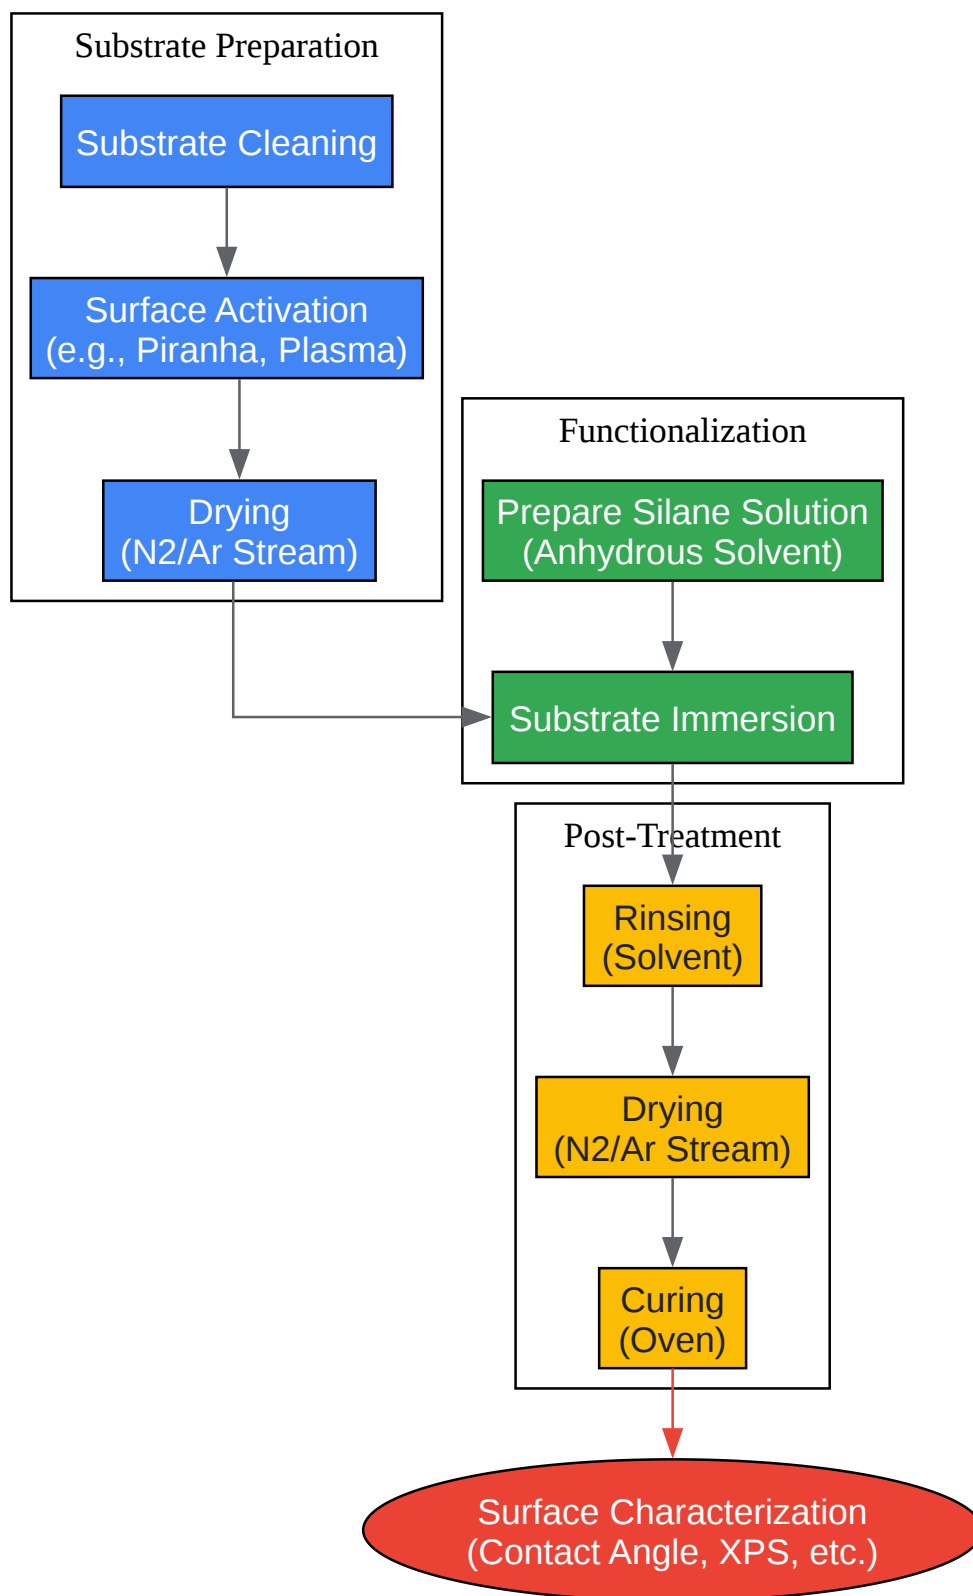 Substrate Preparation
Substrate Cleaning
Surface Activation
(e.g., Piranha, Plasma)
Drying
(N2/Ar Stream)
Functionalization
Prepare Silane Solution
(Anhydrous Solvent)
Substrate Immersion
Post-Treatment
Rinsing
(Solvent)
Drying
(N2/Ar Stream)
Curing
(Oven)
Surface Characterization
(Contact Angle, XPS, etc.)